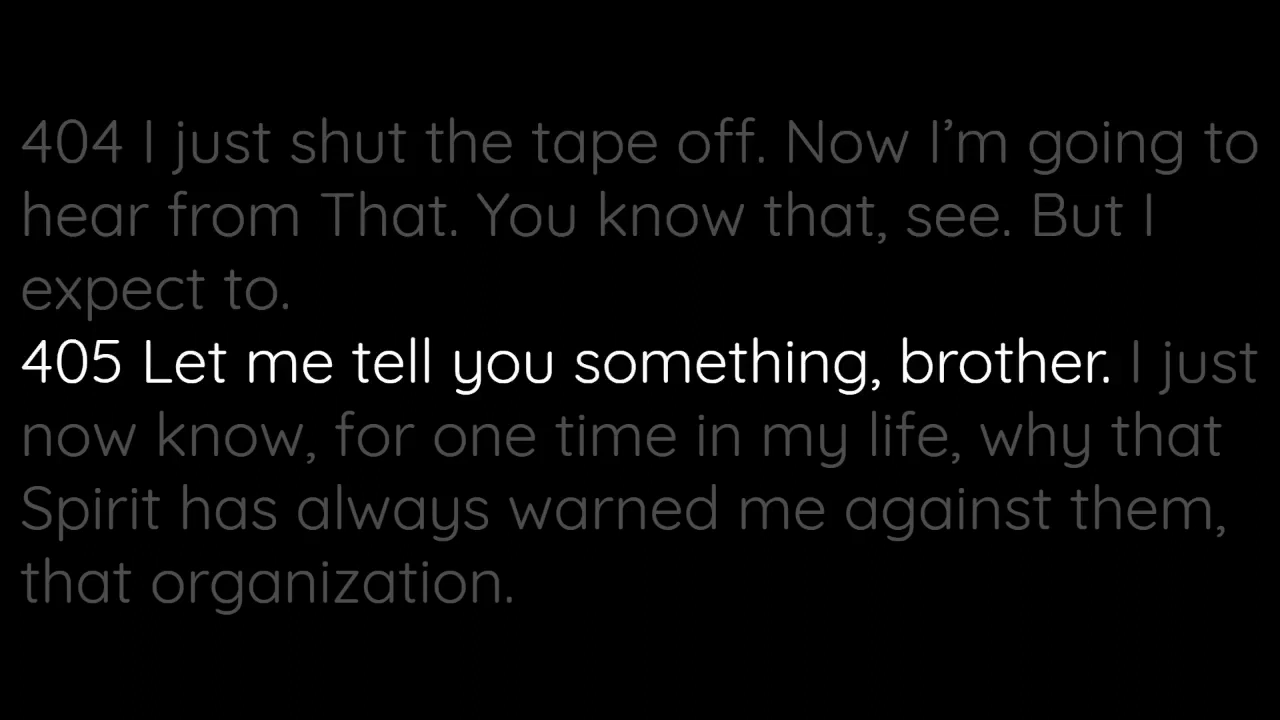 404 I just shut the tape off. Now I’m going to
hear from That. You know that, see. But I
expect to.
405 Let me tell you something, brother. I just
now know, for one time in my life, why that
Spirit has always warned me against them,
that organization.